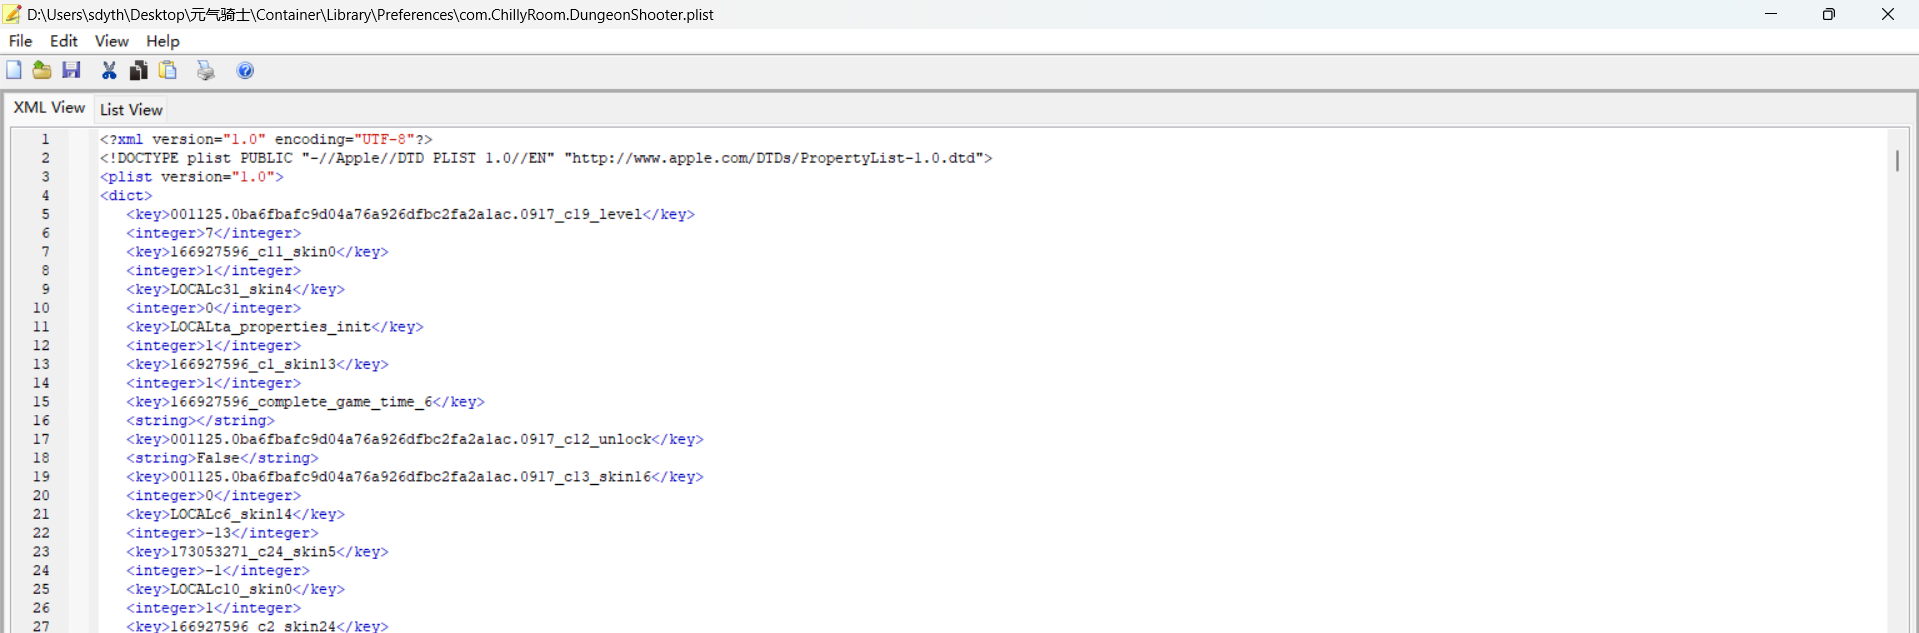 D:\Users\sdyth\Desktop\元气骑士\Container\Library\Preferences\com.ChillyRoom.DungeonShooter.plist
File Edit View Help
XML View List View
1 <?xml version="1.0" encoding="UTF-8"?>
2 <!DOCTYPE plist PUBLIC "-//Apple//DTD PLIST 1.0//EN" "http://www.apple.com/DTDs/PropertyList-1.0.dtd">
3 <plist version="1.0">
4 <dict>
5 <key>001125.0ba6fbafc9d04a76a926dfbc2fa2a1ac.0917_c19_level</key>
6 <integer>7</integer>
7 <key>166927596_c11_skin0</key>
8 <integer>1</integer>
9 <key>LOCALc31_skin4</key>
10 <integer>0</integer>
11 <key>LOCALta_properties_init</key>
12 <integer>1</integer>
13 <key>166927596_c1_skin13</key>
14 <integer>1</integer>
15 <key>166927596_complete_game_time_6</key>
16 <string></string>
17 <key>001125.0ba6fbafc9d04a76a926dfbc2fa2a1ac.0917_c12_unlock</key>
18 <string>False</string>
19 <key>001125.0ba6fbafc9d04a76a926dfbc2fa2a1ac.0917_c13_skin16</key>
20 <integer>0</integer>
21 <key>LOCALc6_skin14</key>
22 <integer>-13</integer>
23 <key>173053271_c24_skin5</key>
24 <integer>-1</integer>
25 <key>LOCALc10_skin0</key>
26 <integer>1</integer>
27 <key>166927596_c2_skin24</key>